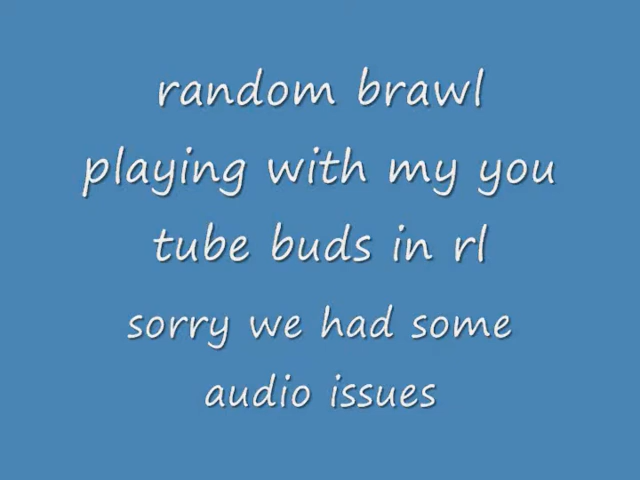 random brawl
playing with my you
tube buds in rl
sorry we had some
audio issues